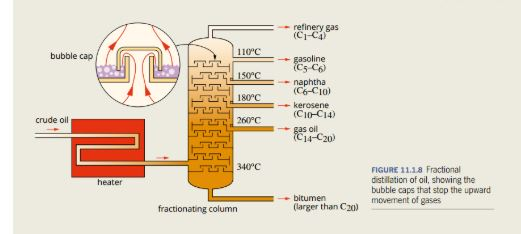 refinery gas
(C1–C4)
bubble cap
110°C
gasoline
(C5–C6)
150°C
naphtha
(C6–C10)
180°C
kerosene
(C10–C14)
crude oil
260°C
gas oil
(C14–C20)
340°C
heater
FIGURE 11.1.8 Fractional
distillation of oil, showing the
bubble caps that stop the upward
movement of gases
bitumen
(larger than C20)
fractionating column